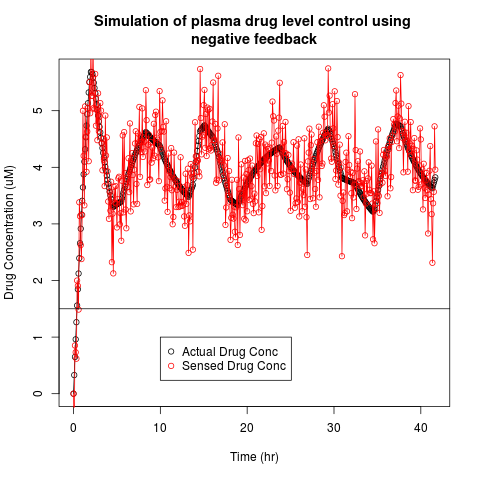 Simulation of plasma drug level control using
negative feedback
Drug Concentration (uM)
5
4
3
2
1
0
Actual Drug Conc
Sensed Drug Conc
0 10 20 30 40
Time (hr)